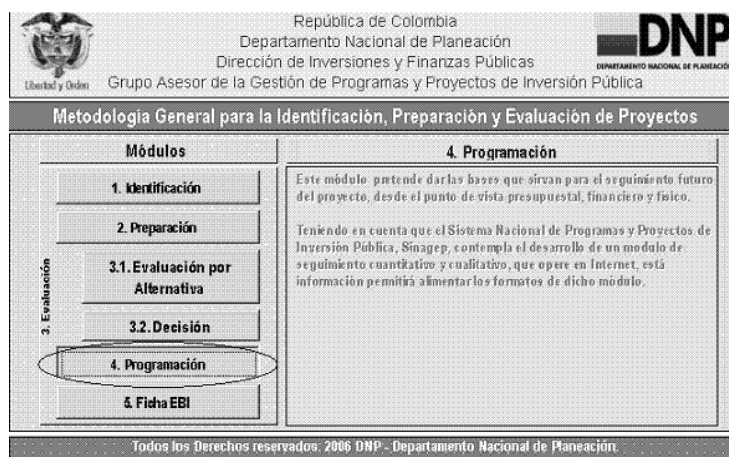 República de Colombia
Departamento Nacional de Planeación
Dirección de Inversiones y Finanzas Públicas
Grupo Asesor de la Gestión de Programas y Proyectos de Inversión Pública
Libertad y Orden
DNP
DEPARTAMENTO NACIONAL DE PLANEACIÓN
Metodología General para la Identificación, Preparación y Evaluación de Proyectos
Módulos
1. Identificación
2. Preparación
3. Evaluación
3.1. Evaluación por
Alternativa
3.2. Decisión
4. Programación
5. Ficha EBI
4. Programación
Este módulo pretende dar las bases que sirvan para el seguimiento futuro
del proyecto, desde el punto de vista presupuestal, financiero y físico.
Teniendo en cuenta que el Sistema Nacional de Programas y Proyectos de
Inversión Pública, Sinagep, contempla el desarrollo de un modulo de
seguimiento cuantitativo y cualitativo, que opere en Internet, está
información permitirá alimentar los formatos de dicho módulo.
Todos los Derechos reservados. 2006 DNP - Departamento Nacional de Planeación.